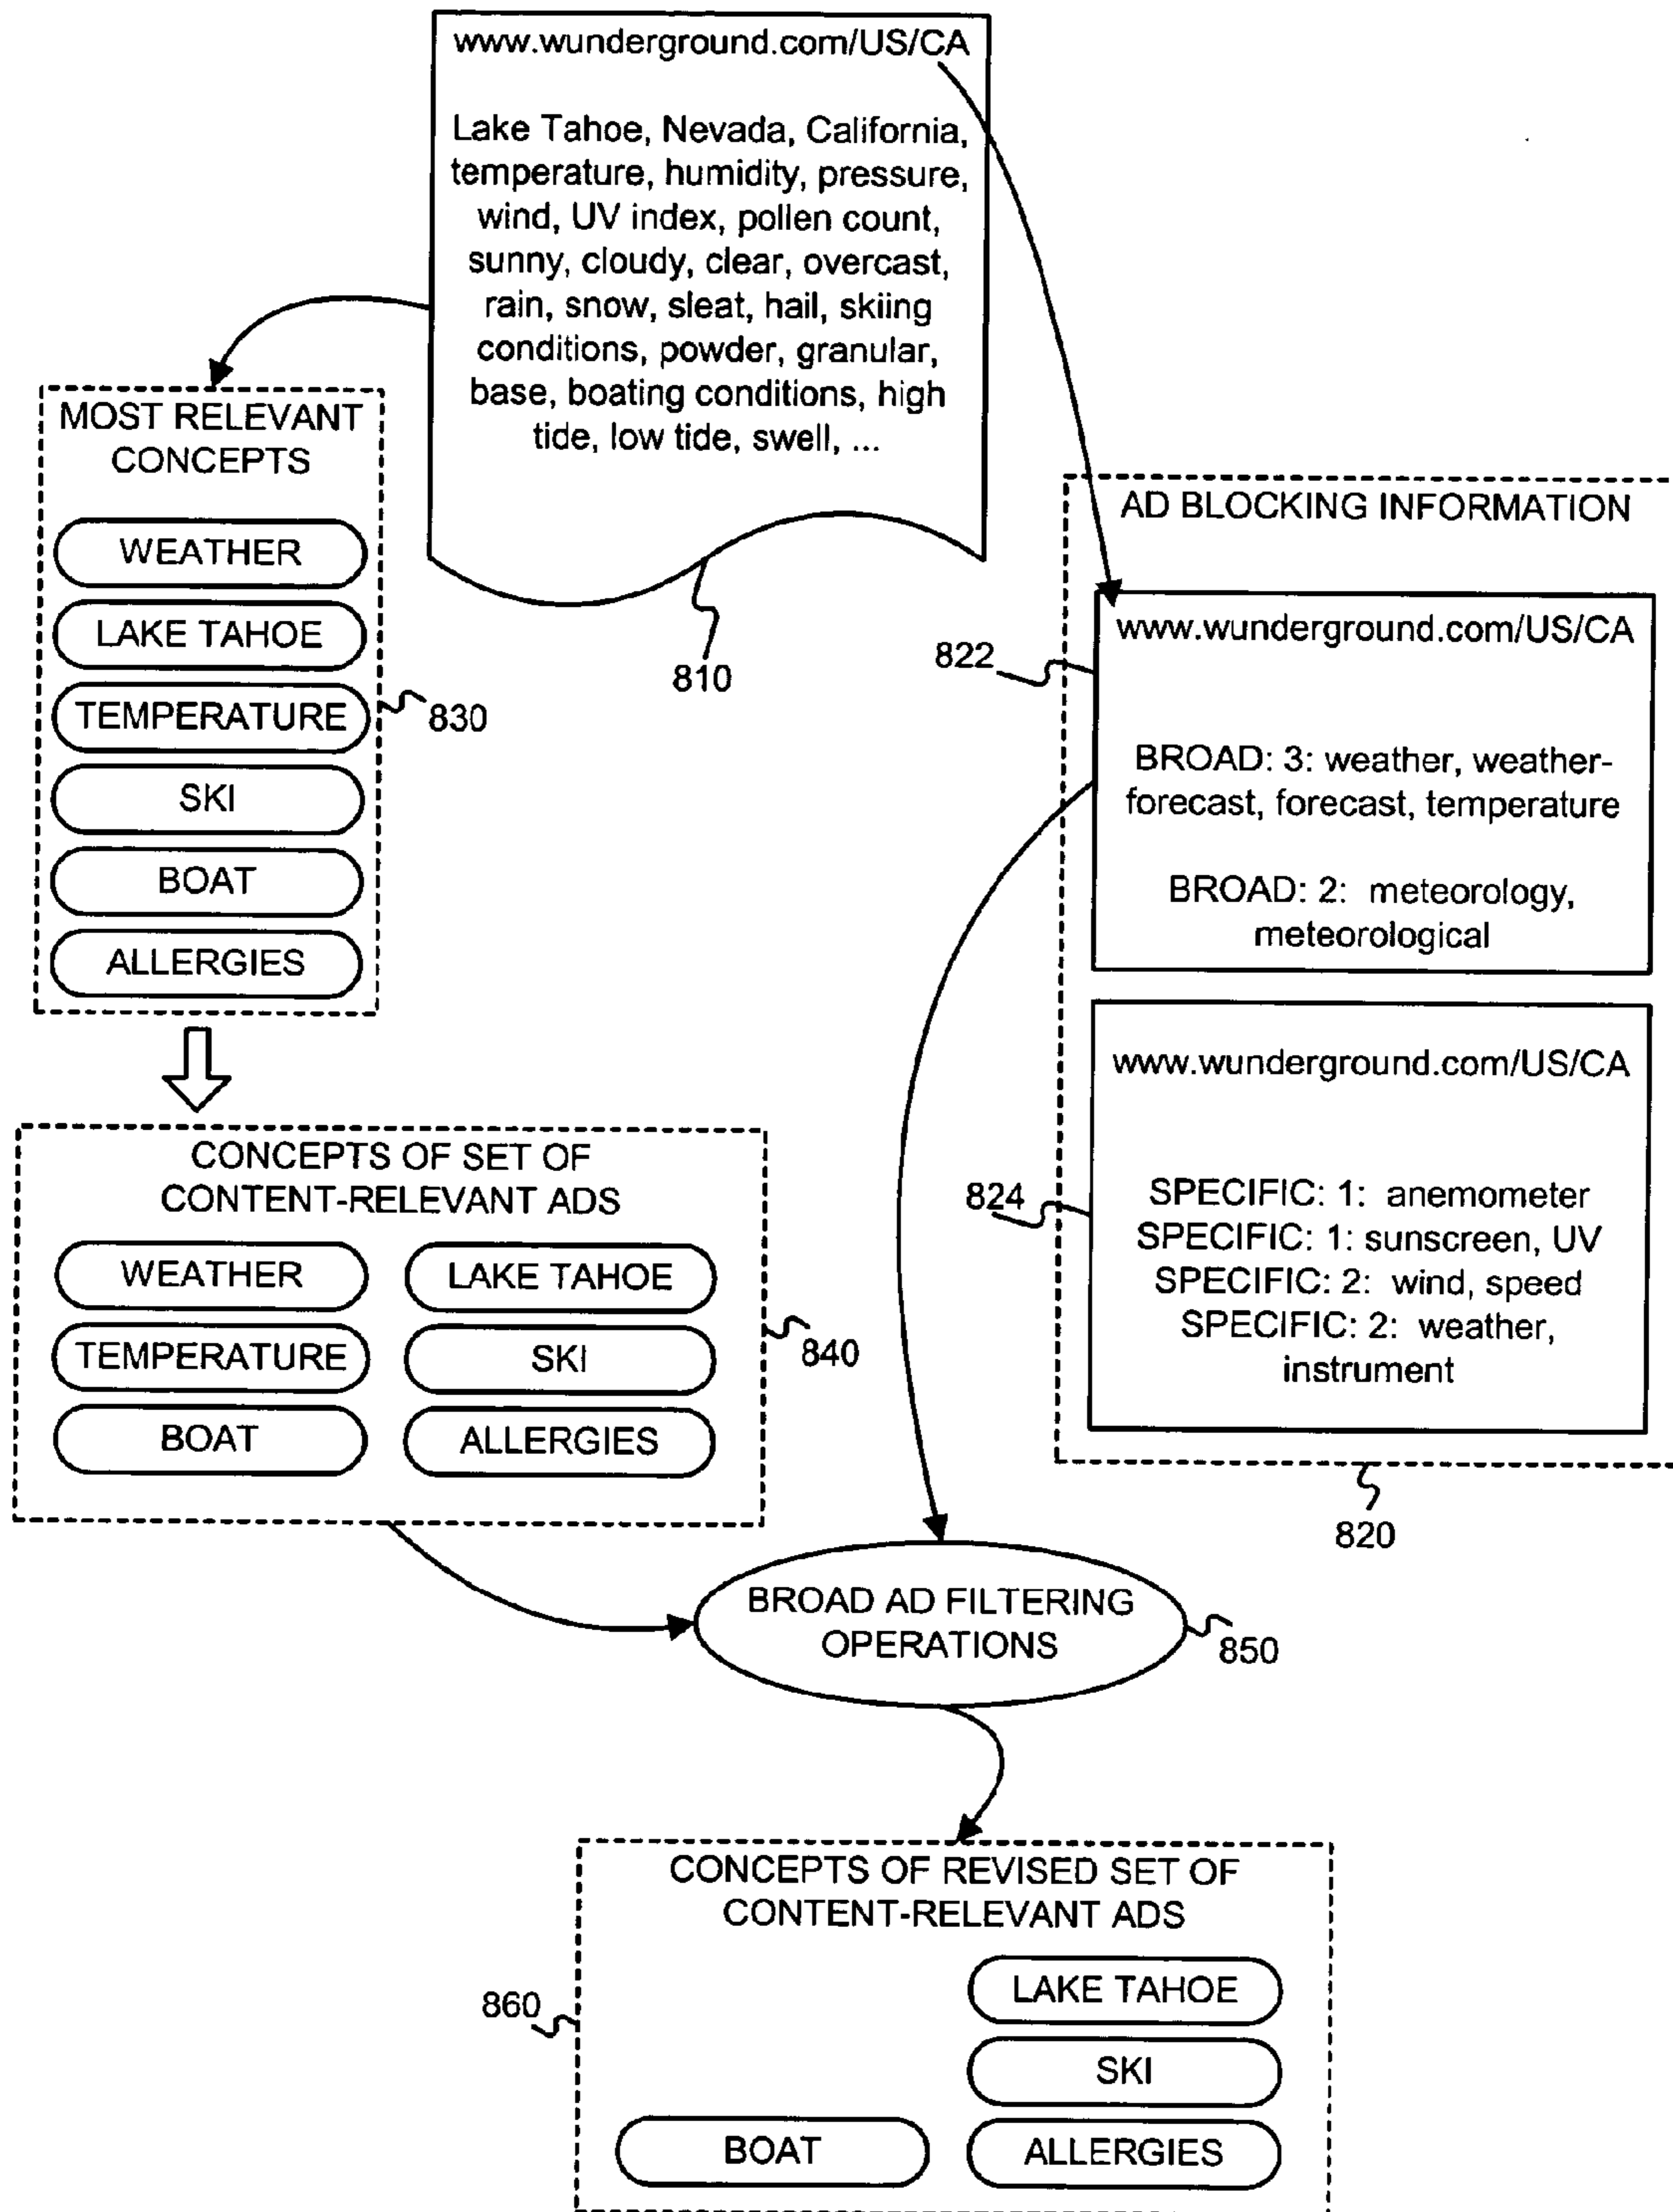 www.wunderground.com/US/CA
Lake Tahoe, Nevada, California,
temperature, humidity, pressure,
wind, UV index, pollen count,
sunny, cloudy, clear, overcast,
rain, snow, sleat, hail, skiing
conditions, powder, granular,
base, boating conditions, high
tide, low tide, swell, ...
810
MOST RELEVANT
CONCEPTS
WEATHER
LAKE TAHOE
TEMPERATURE
SKI
BOAT
ALLERGIES
830
AD BLOCKING INFORMATION
822
www.wunderground.com/US/CA
BROAD: 3: weather, weather-
forecast, forecast, temperature
BROAD: 2: meteorology,
meteorological
824
www.wunderground.com/US/CA
SPECIFIC: 1: anemometer
SPECIFIC: 1: sunscreen, UV
SPECIFIC: 2: wind, speed
SPECIFIC: 2: weather,
instrument
820
CONCEPTS OF SET OF
CONTENT-RELEVANT ADS
WEATHER
LAKE TAHOE
TEMPERATURE
SKI
BOAT
ALLERGIES
840
BROAD AD FILTERING
OPERATIONS
850
CONCEPTS OF REVISED SET OF
CONTENT-RELEVANT ADS
860
LAKE TAHOE
SKI
BOAT
ALLERGIES